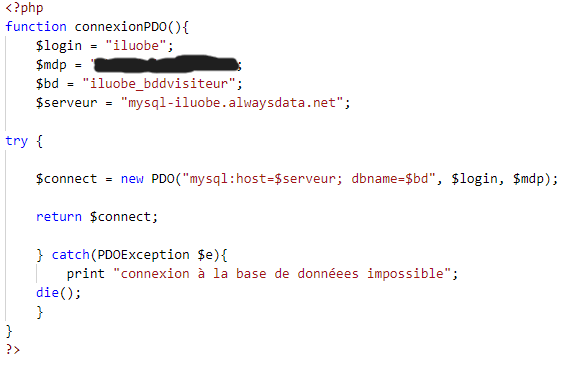 <?php
function connexionPDO(){
$login = "iluobe";
$mdp = ";
$bd = "iluobe_bddvisiteur";
$serveur = "mysql-iluobe.alwaysdata.net";
try {
$connect = new PDO("mysql:host=$serveur; dbname=$bd", $login, $mdp);
return $connect;
} catch(PDOException $e){
print "connexion à la base de donnéees impossible";
die();
}
}
?>